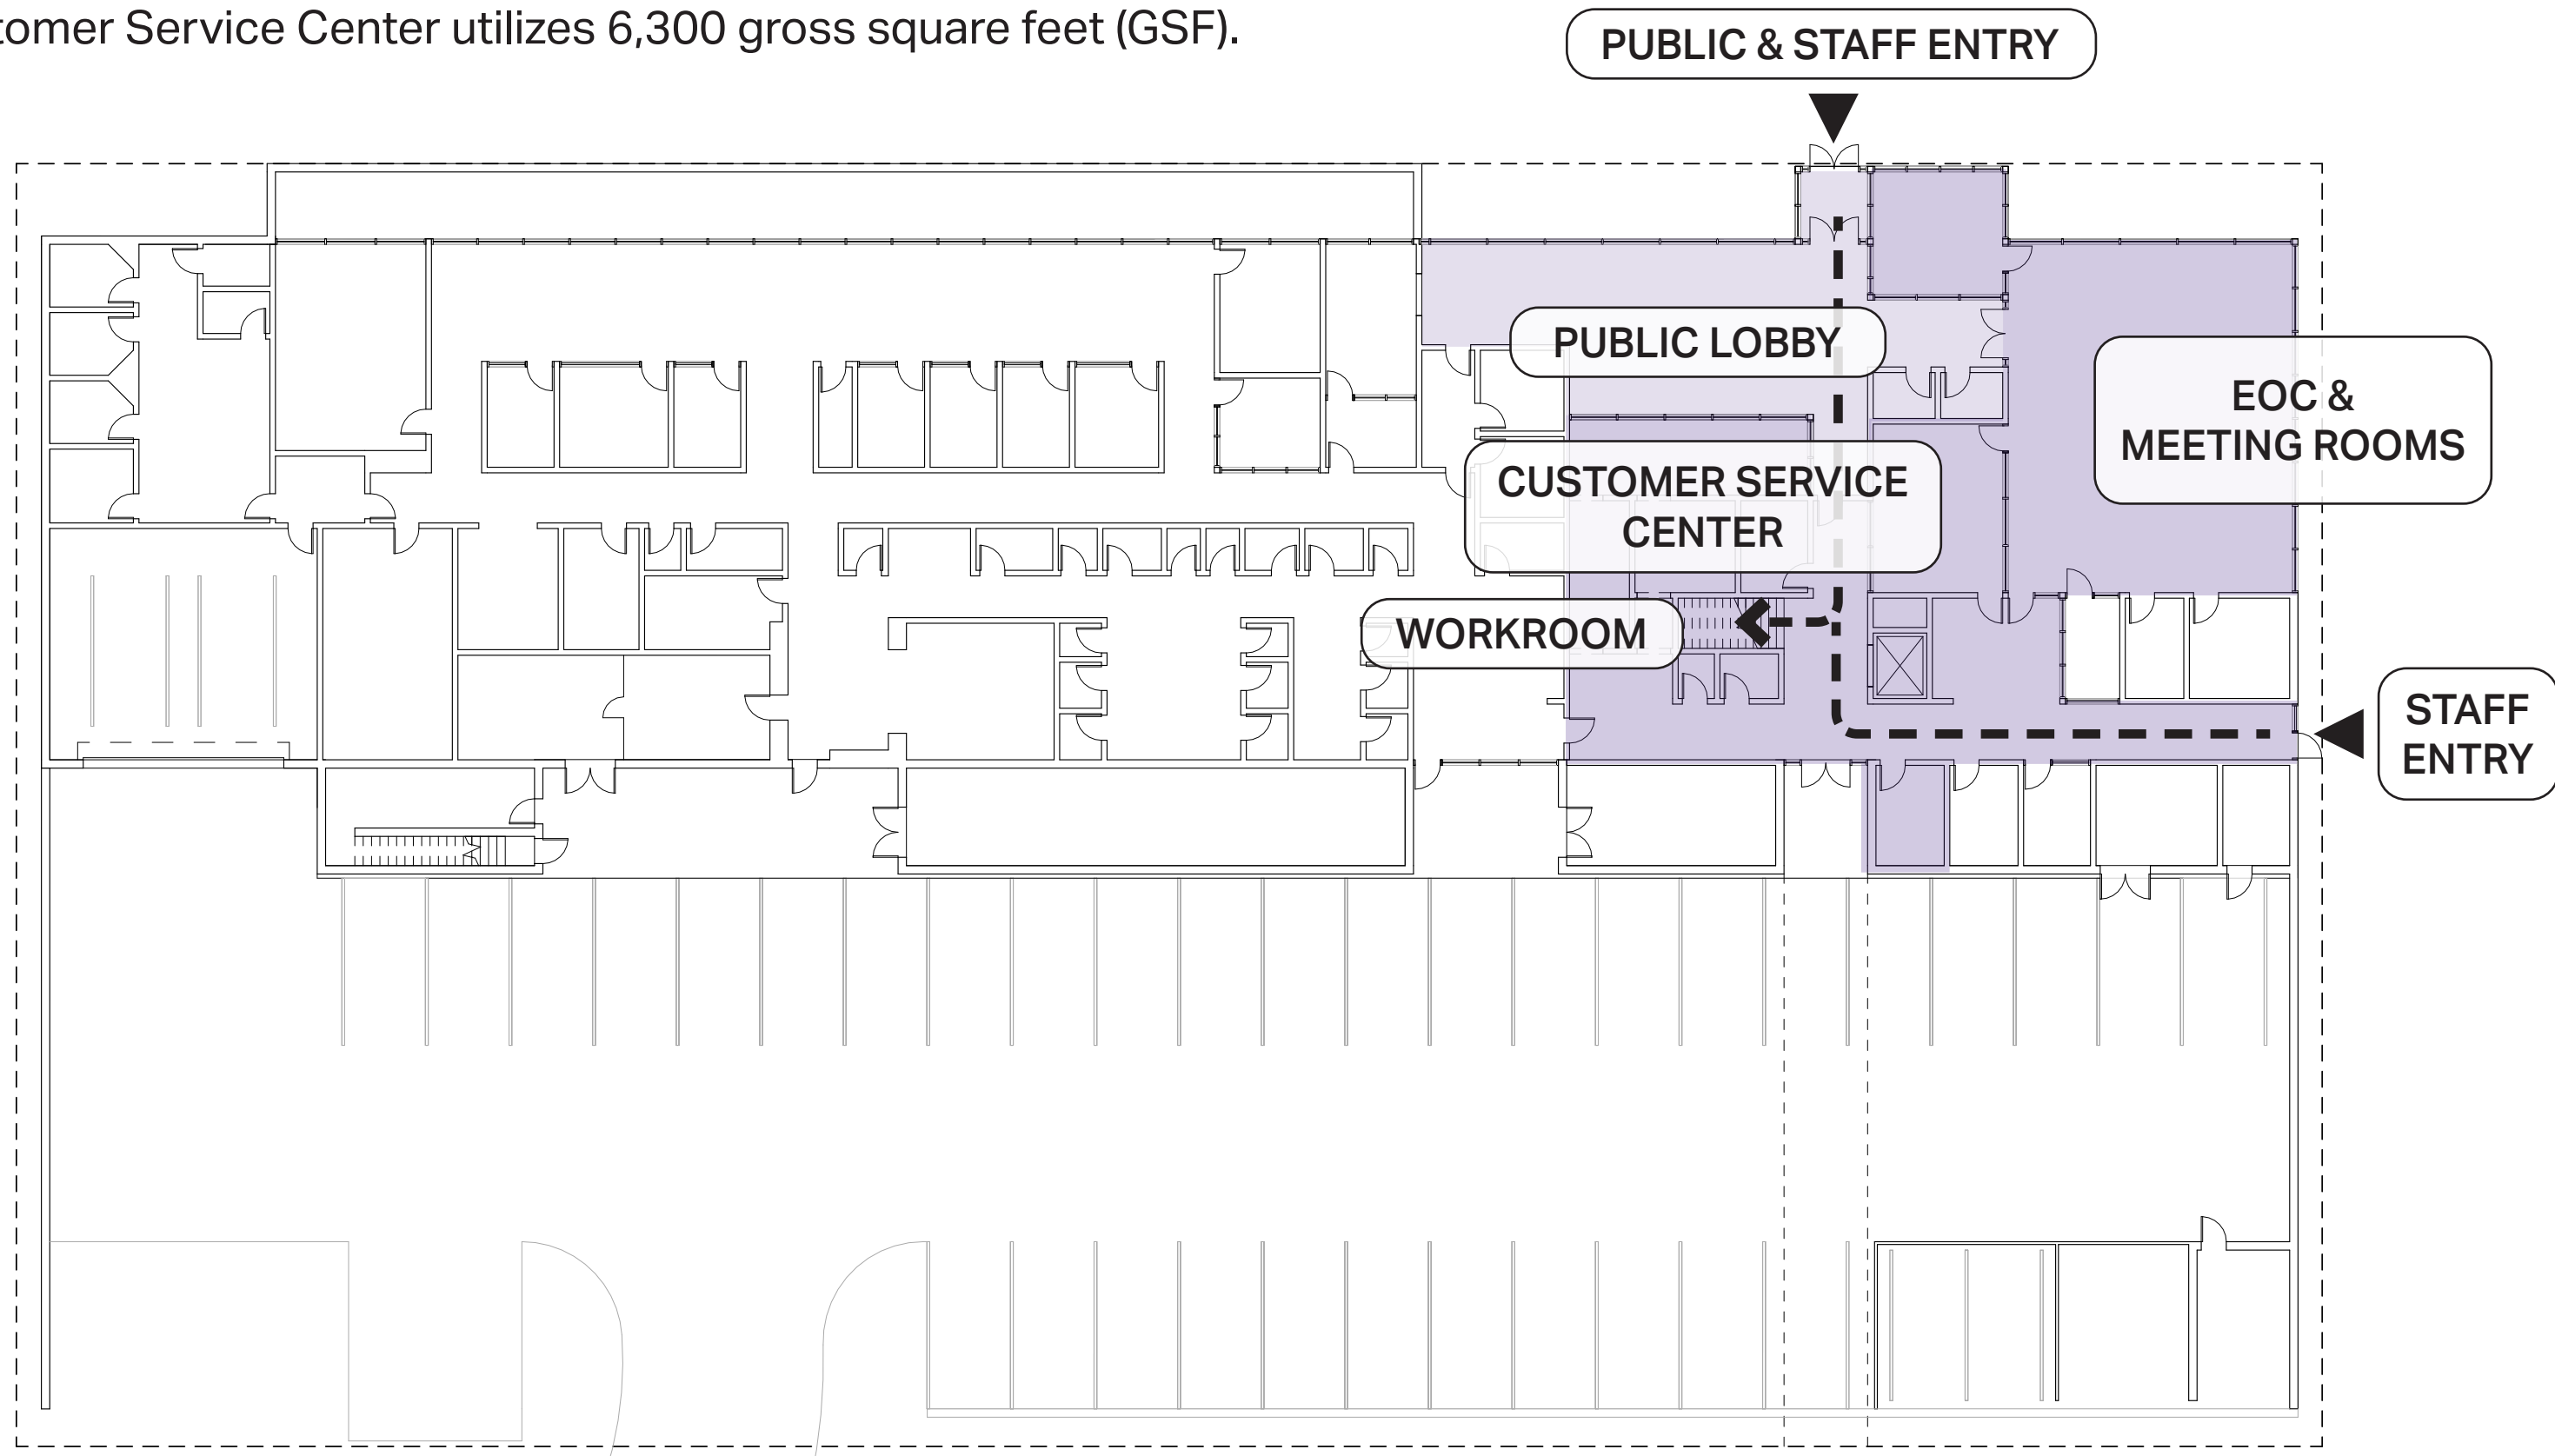 Service Center utilizes 6,300 gross square feet (GSF).
PUBLIC & STAFF ENTRY
PUBLIC LOBBY
EOC &
MEETING ROOMS
CUSTOMER SERVICE
CENTER
WORKROOM
STAFF
ENTRY